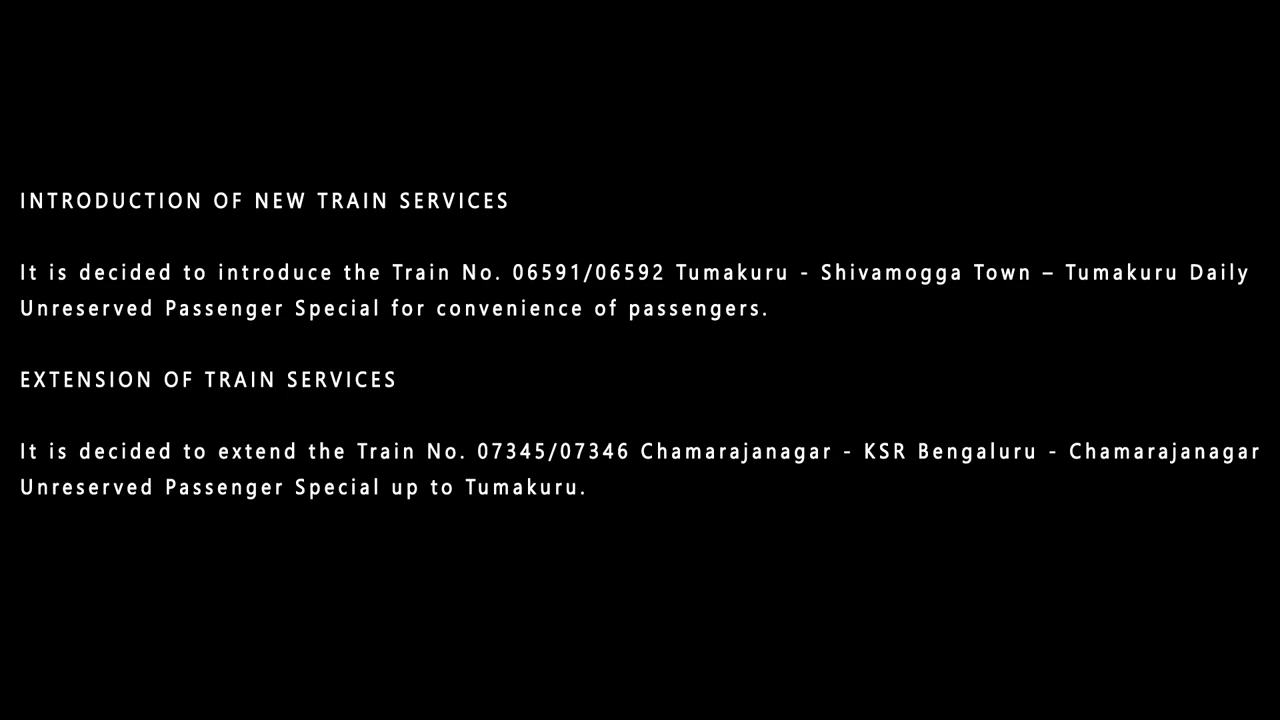 INTRODUCTION OF NEW TRAIN SERVICES
It is decided to introduce the Train No. 06591/06592 Tumakuru - Shivamogga Town – Tumakuru Daily
Unreserved Passenger Special for convenience of passengers.
EXTENSION OF TRAIN SERVICES
It is decided to extend the Train No. 07345/07346 Chamarajanagar - KSR Bengaluru - Chamarajanagar
Unreserved Passenger Special up to Tumakuru.